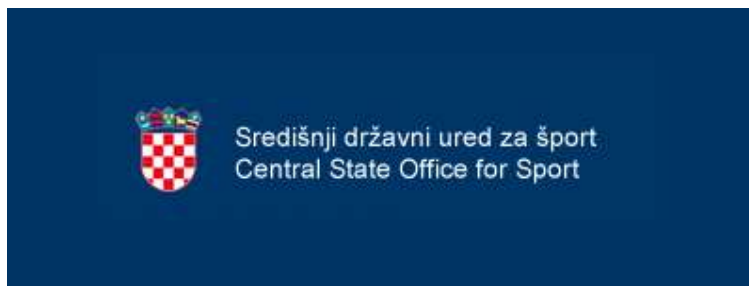 Središnji državni ured za šport
Central State Office for Sport